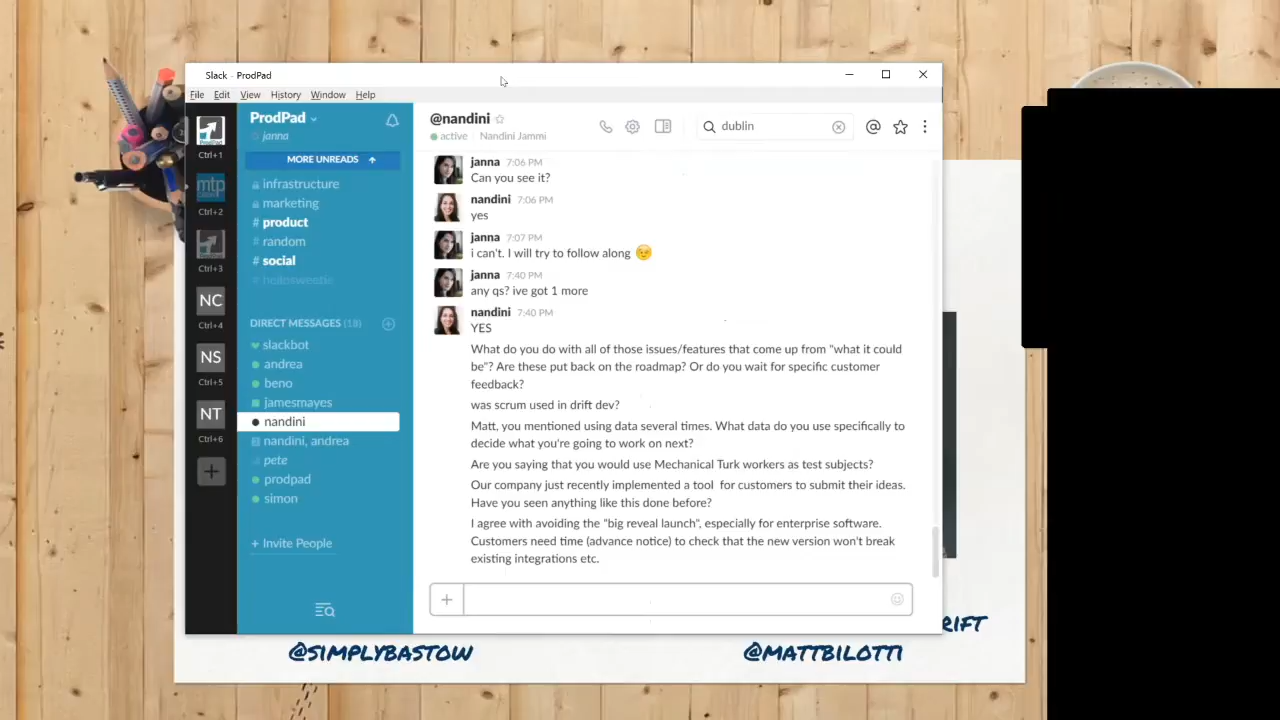 Slack - ProdPad
File Edit View History Window Help
ProdPad
janna
MORE UNREADS
infrastructure
marketing
# product
# random
# social
# heikosweetie
DIRECT MESSAGES (18)
slackbot
andrea
beno
jamesmayes
nandini
nandini, andrea
pete
prodpad
simon
+ Invite People
Ctrl+1
mtp
Ctrl+2
Ctrl+3
NC
Ctrl+4
NS
Ctrl+5
NT
Ctrl+6
@nandini
active | Nandini Jammi
dublin
janna 7:06 PM
Can you see it?
nandini 7:06 PM
yes
janna 7:07 PM
i can't. I will try to follow along 😉
janna 7:40 PM
any qs? ive got 1 more
nandini 7:40 PM
YES
What do you do with all of those issues/features that come up from "what it could
be"? Are these put back on the roadmap? Or do you wait for specific customer
feedback?
was scrum used in drift dev?
Matt, you mentioned using data several times. What data do you use specifically to
decide what you're going to work on next?
Are you saying that you would use Mechanical Turk workers as test subjects?
Our company just recently implemented a tool for customers to submit their ideas.
Have you seen anything like this done before?
I agree with avoiding the "big reveal launch", especially for enterprise software.
Customers need time (advance notice) to check that the new version won't break
existing integrations etc.
RIFT
@SIMPLYBASTOW
@MATTBILOTTI